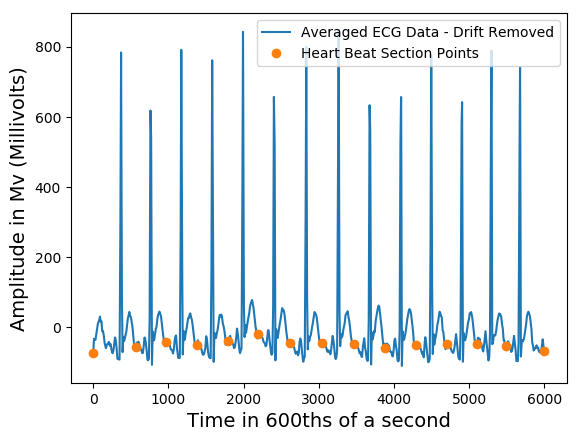 Averaged ECG Data - Drift Removed
Heart Beat Section Points
800
600
400
200
0
Amplitude in Mv (Millivolts)
0 1000 2000 3000 4000 5000 6000
Time in 600ths of a second